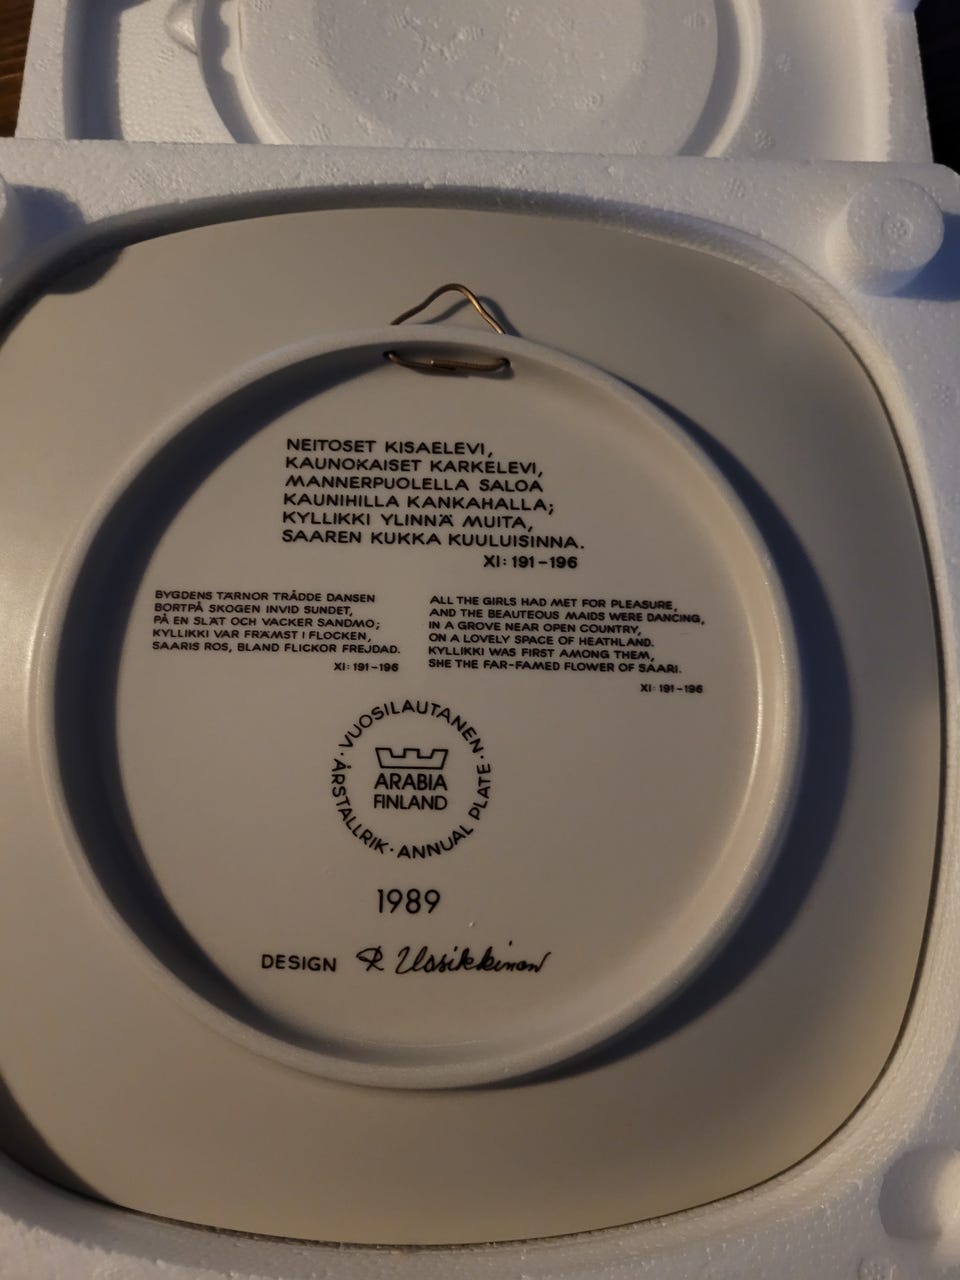 NEITOSET KISAELEVI,
KAUNOKAISET KARKELEVI,
MANNERPUOLELLA SALOA
KAUNIHILLA KANKAHALLA;
KYLLIKKI YLINNÄ MUITA,
SAAREN KUKKA KUULUISINNA.
XI: 191–196
BYGDENS TÄRNOR TRÅDDE DANSEN
BORTPÅ SKOGEN INVID SUNDET,
PÅ EN SLÄT OCH VACKER SANDMO;
KYLLIKKI VAR FRÄMST I FLOCKEN,
SAARIS ROS, BLAND FLICKOR FREJDAD.
XI: 191–196
ALL THE GIRLS HAD MET FOR PLEASURE,
AND THE BEAUTEOUS MAIDS WERE DANCING,
IN A GROVE NEAR OPEN COUNTRY,
ON A LOVELY SPACE OF HEATHLAND.
KYLLIKKI WAS FIRST AMONG THEM,
SHE THE FAR-FAMED FLOWER OF SAARI.
XI: 191–196
· VUOSILAUTANEN · ANNUAL PLATE · ÅRSTALLRIK
ARABIA
FINLAND
1989
DESIGN R Uosikkinen